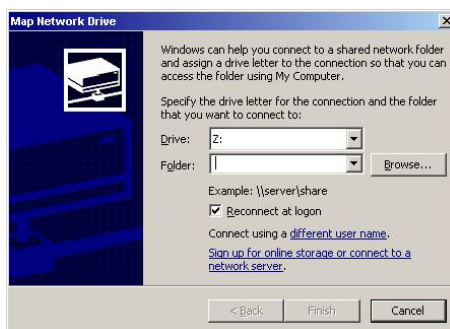 Map Network Drive
Windows can help you connect to a shared network folder
and assign a drive letter to the connection so that you can
access the folder using My Computer.
Specify the drive letter for the connection and the folder
that you want to connect to:
Drive: Z:
Folder: Browse...
Example: \\server\share
Reconnect at logon
Connect using a different user name.
Sign up for online storage or connect to a
network server.
< Back Finish Cancel